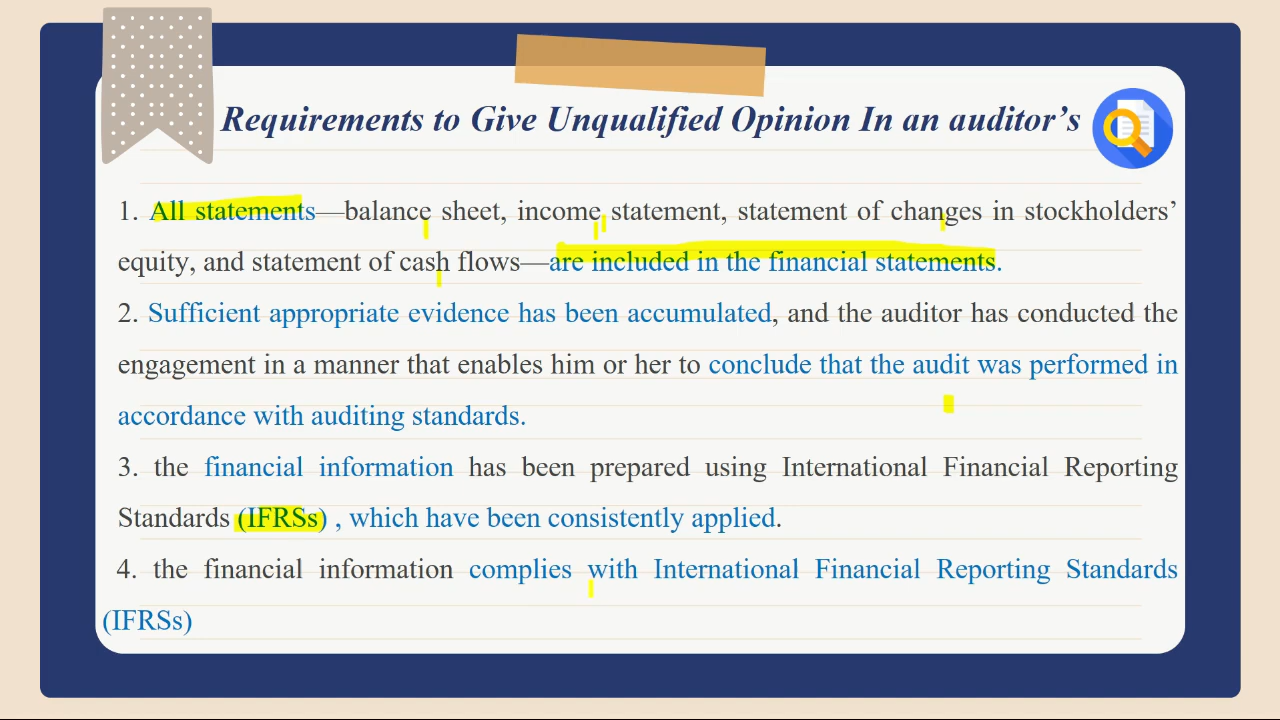 Requirements to Give Unqualified Opinion In an auditor’s
1. All statements—balance sheet, income statement, statement of changes in stockholders’
equity, and statement of cash flows—are included in the financial statements.
2. Sufficient appropriate evidence has been accumulated, and the auditor has conducted the
engagement in a manner that enables him or her to conclude that the audit was performed in
accordance with auditing standards.
3. the financial information has been prepared using International Financial Reporting
Standards (IFRSs) , which have been consistently applied.
4. the financial information complies with International Financial Reporting Standards
(IFRSs)